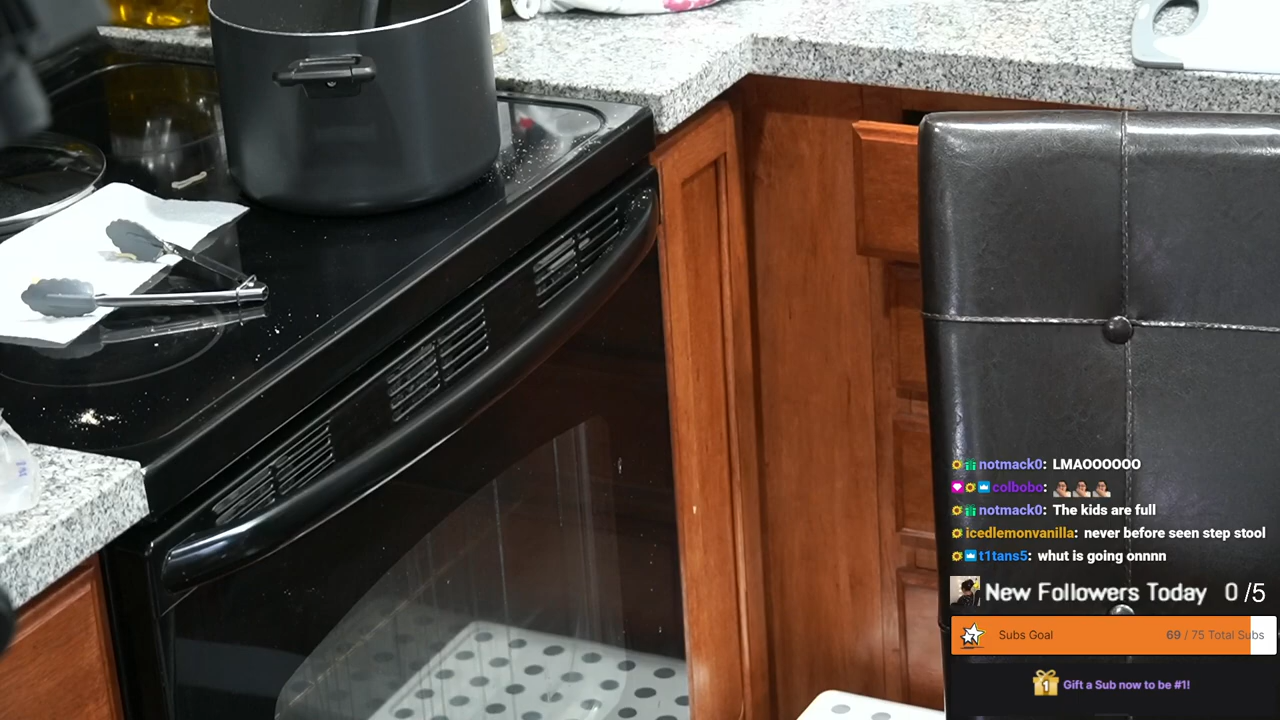 notmack0: LMAOOOOOO
colbobo:
notmack0: The kids are full
icedlemonvanilla: never before seen step stool
t1tans5: whut is going onnnn
New Followers Today 0 /5
Subs Goal 69 / 75 Total Subs
1 Gift a Sub now to be #1!